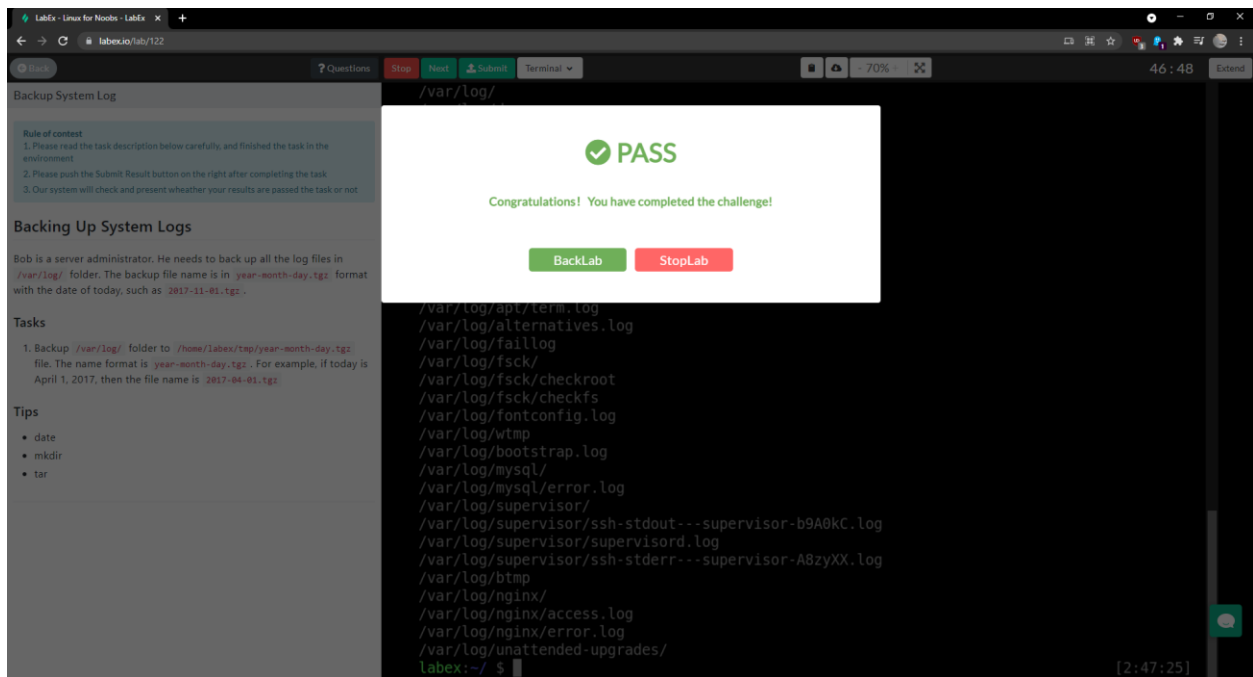 LabEx - Linux for Noobs - LabEx
labex.io/lab/122
Back
? Questions
Stop
Next
Submit
Terminal
- 70% +
46:48
Extend
Backup System Log
Rule of contest
1. Please read the task description below carefully, and finished the task in the
environment
2. Please push the Submit Result button on the right after completing the task
3. Our system will check and present wheather your results are passed the task or not
Backing Up System Logs
Bob is a server administrator. He needs to back up all the log files in
/var/log/ folder. The backup file name is in year-month-day.tgz format
with the date of today, such as 2017-11-01.tgz .
Tasks
1. Backup /var/log/ folder to /home/labex/tmp/year-month-day.tgz
file. The name format is year-month-day.tgz . For example, if today is
April 1, 2017, then the file name is 2017-04-01.tgz
Tips
• date
• mkdir
• tar
/var/log/
PASS
Congratulations! You have completed the challenge!
BackLab
StopLab
/var/log/apt/term.log
/var/log/alternatives.log
/var/log/faillog
/var/log/fsck/
/var/log/fsck/checkroot
/var/log/fsck/checkfs
/var/log/fontconfig.log
/var/log/wtmp
/var/log/bootstrap.log
/var/log/mysql/
/var/log/mysql/error.log
/var/log/supervisor/
/var/log/supervisor/ssh-stdout---supervisor-b9A0kC.log
/var/log/supervisor/supervisord.log
/var/log/supervisor/ssh-stderr---supervisor-A8zyXX.log
/var/log/btmp
/var/log/nginx/
/var/log/nginx/access.log
/var/log/nginx/error.log
/var/log/unattended-upgrades/
labex:~/ $
[2:47:25]